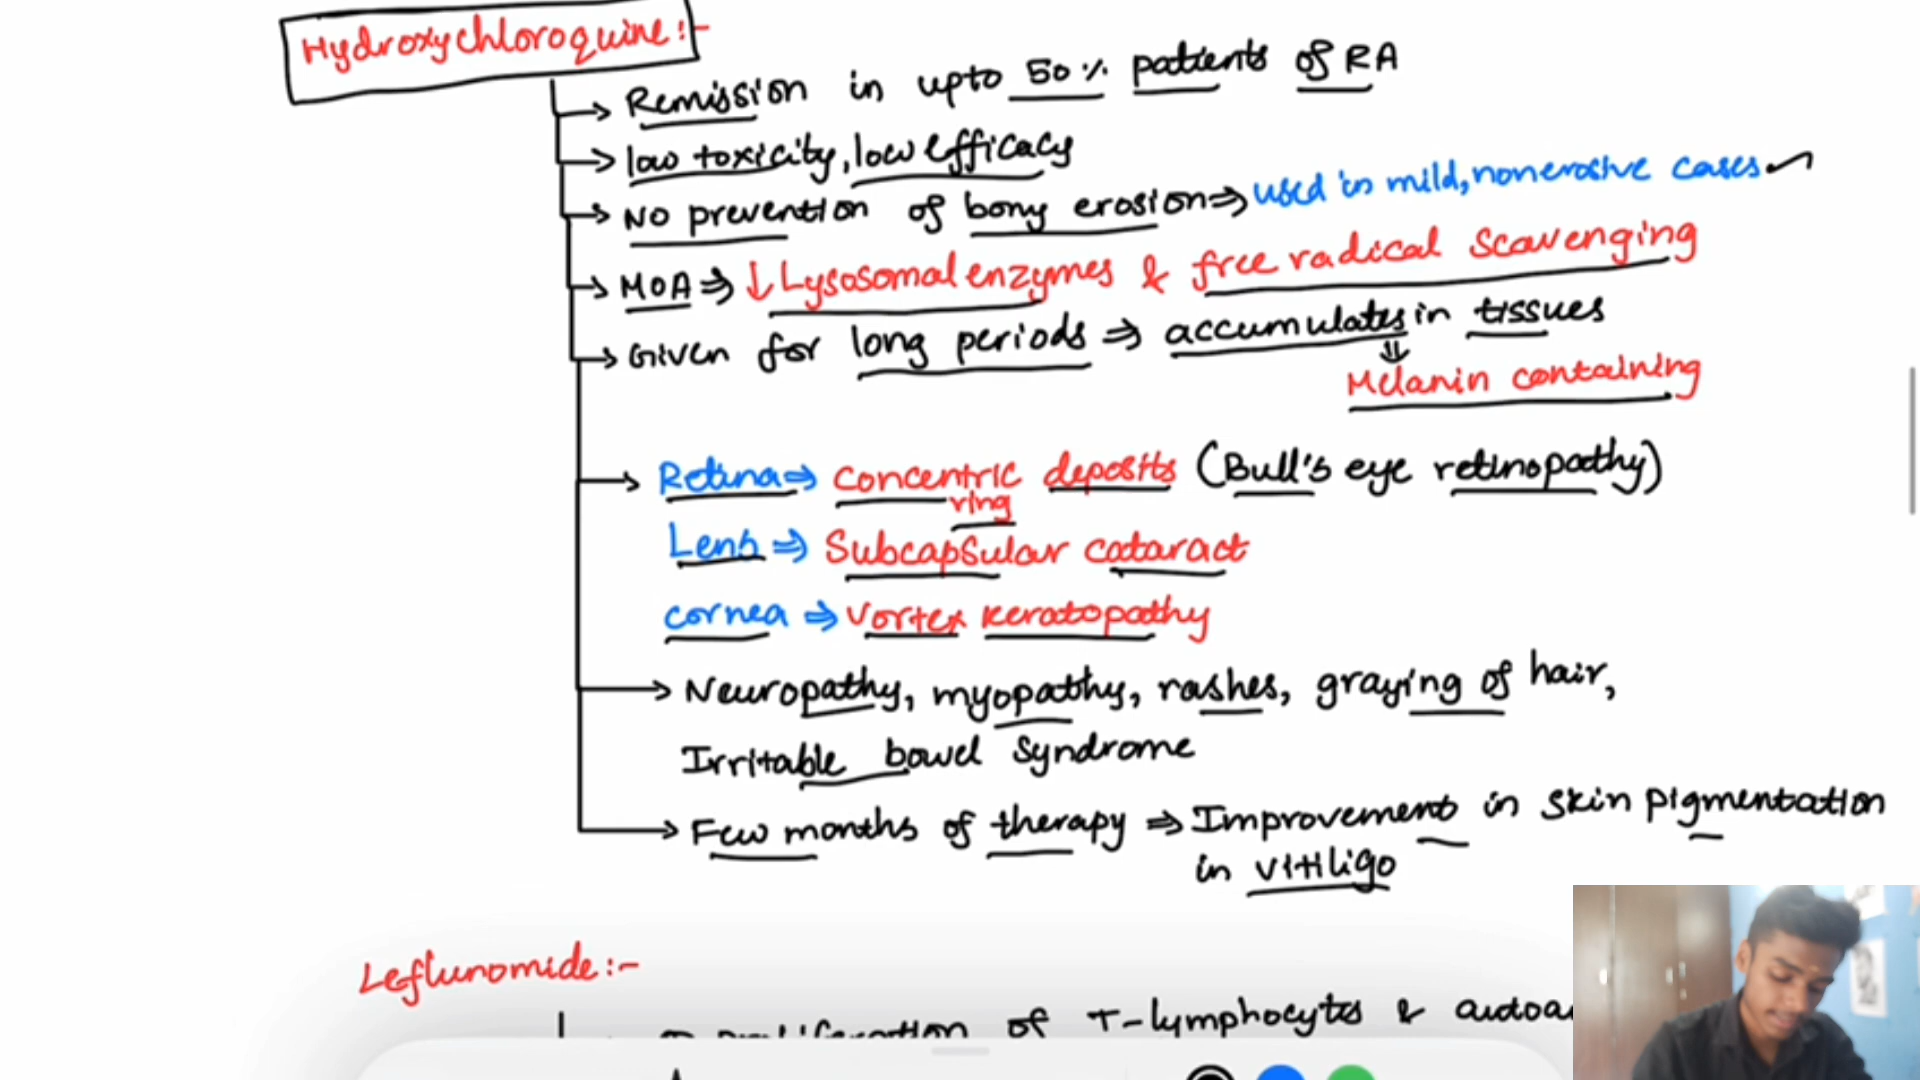 Hydroxychloroquine:-
Remission in upto 50% patients of RA
low toxicity, low efficacy
No prevention of bony erosion ⇒ used in mild, nonerosive cases
MOA ⇒ ↓ Lysosomal enzymes & free radical scavenging
Given for long periods ⇒ accumulates in tissues
⇓
Melanin containing
Retina ⇒ concentric deposits (Bull's eye retinopathy)
ring
Lens ⇒ Subcapsular cataract
cornea ⇒ Vortex keratopathy
Neuropathy, myopathy, rashes, graying of hair,
Irritable bowel syndrome
Few months of therapy ⇒ Improvement in skin pigmentation
in vitiligo
Leflunomide:-
proliferation of T-lymphocytes & autoa